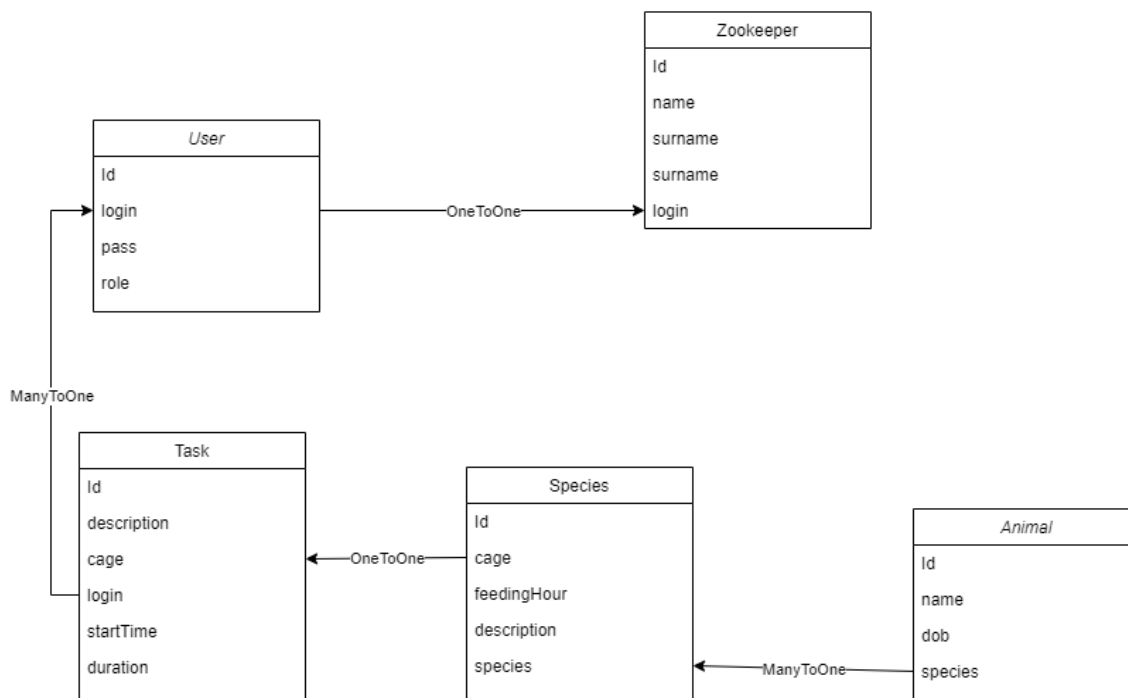 Zookeeper
Id
name
surname
surname
login
User
Id
login
pass
role
OneToOne
ManyToOne
Task
Id
description
cage
login
startTime
duration
OneToOne
Species
Id
cage
feedingHour
description
species
ManyToOne
Animal
Id
name
dob
species